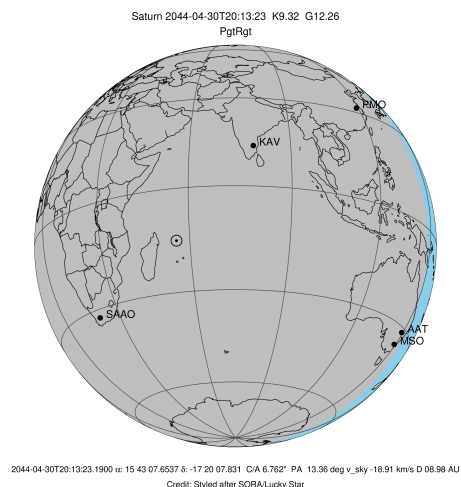 Saturn 2044-04-30T20:13:23 K9.32 G12.26
PgtRgt
PMO
KAV
SAAO
AAT
MSO
2044-04-30T20:13:23.1900 α: 15 43 07.6537 δ: -17 20 07.831 C/A 6.762" PA 13.36 deg v_sky -18.91 km/s D 08.98 AU
Credit: Styled after SORA/Lucky Star